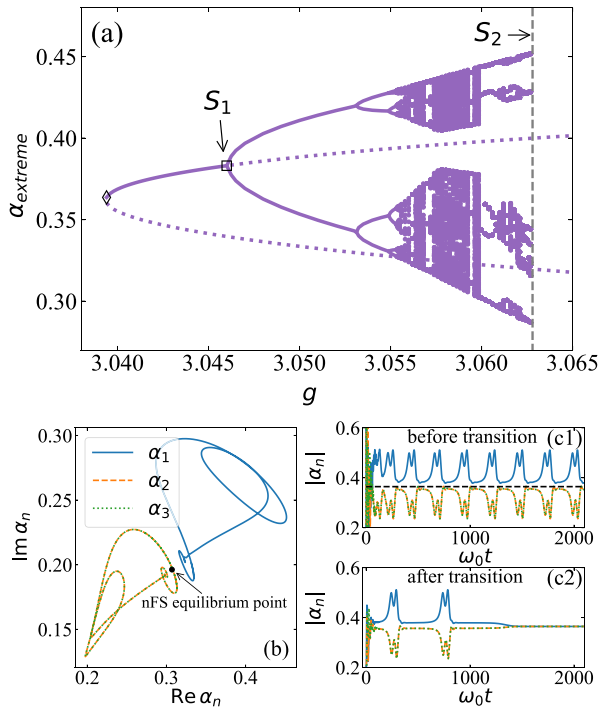 (a)
α_extreme
0.45
0.40
0.35
0.30
S₁
S₂
3.040 3.045 3.050 3.055 3.060 3.065
g
Im αₙ
0.30
0.25
0.20
0.15
α₁
α₂
α₃
nFS equilibrium point
(b)
0.2 0.3 0.4
Re αₙ
|αₙ|
0.6
0.4
0.2
before transition (c1)
0 1000 2000
ω₀t
|αₙ|
0.6
0.4
0.2
after transition (c2)
0 1000 2000
ω₀t